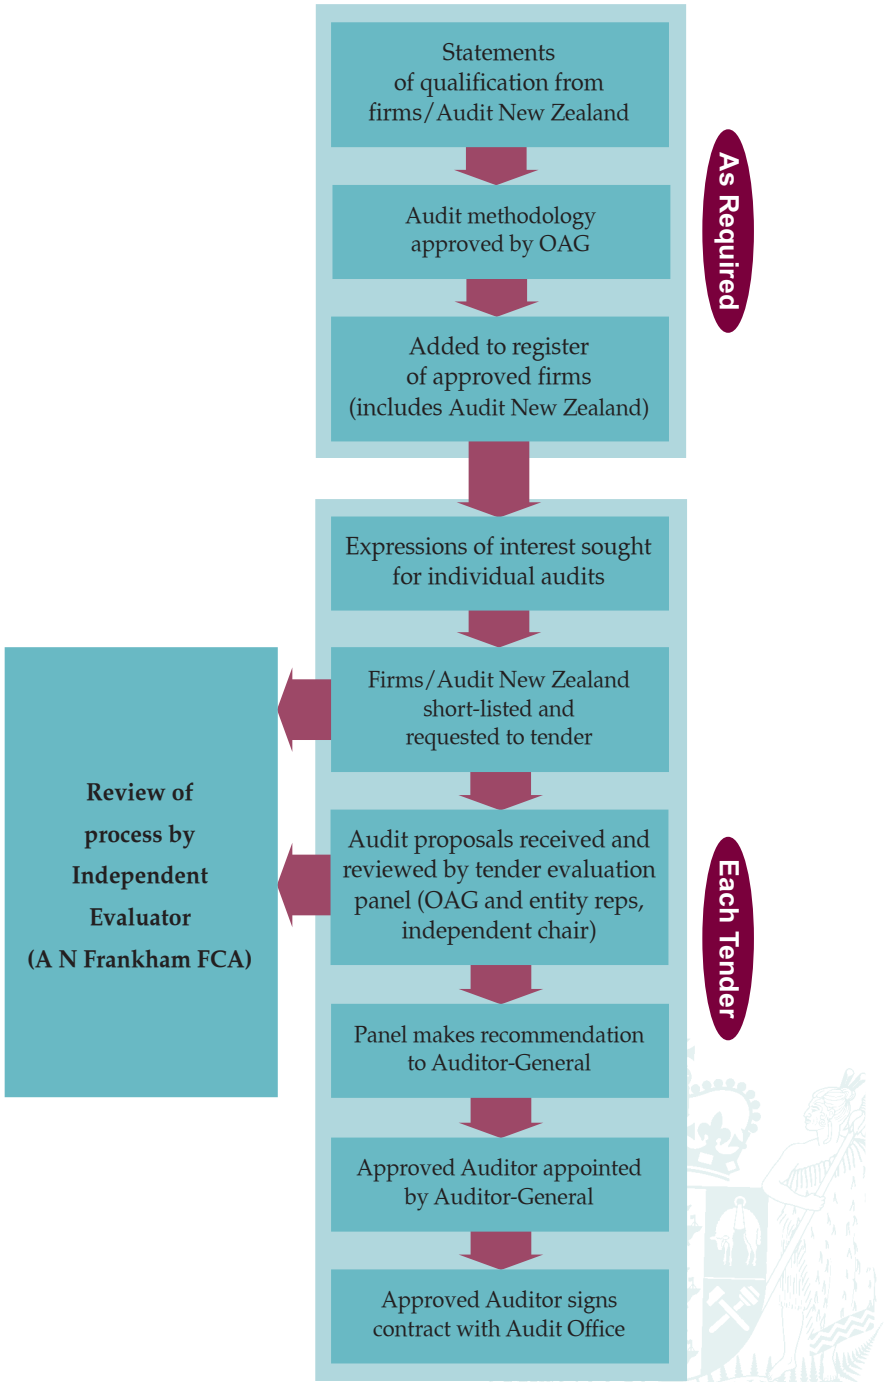 Statements
of qualification from
firms/Audit New Zealand
Audit methodology
approved by OAG
Added to register
of approved firms
(includes Audit New Zealand)
As Required
Expressions of interest sought
for individual audits
Firms/Audit New Zealand
short-listed and
requested to tender
Audit proposals received and
reviewed by tender evaluation
panel (OAG and entity reps,
independent chair)
Review of
process by
Independent
Evaluator
(A N Frankham FCA)
Each Tender
Panel makes recommendation
to Auditor-General
Approved Auditor appointed
by Auditor-General
Approved Auditor signs
contract with Audit Office